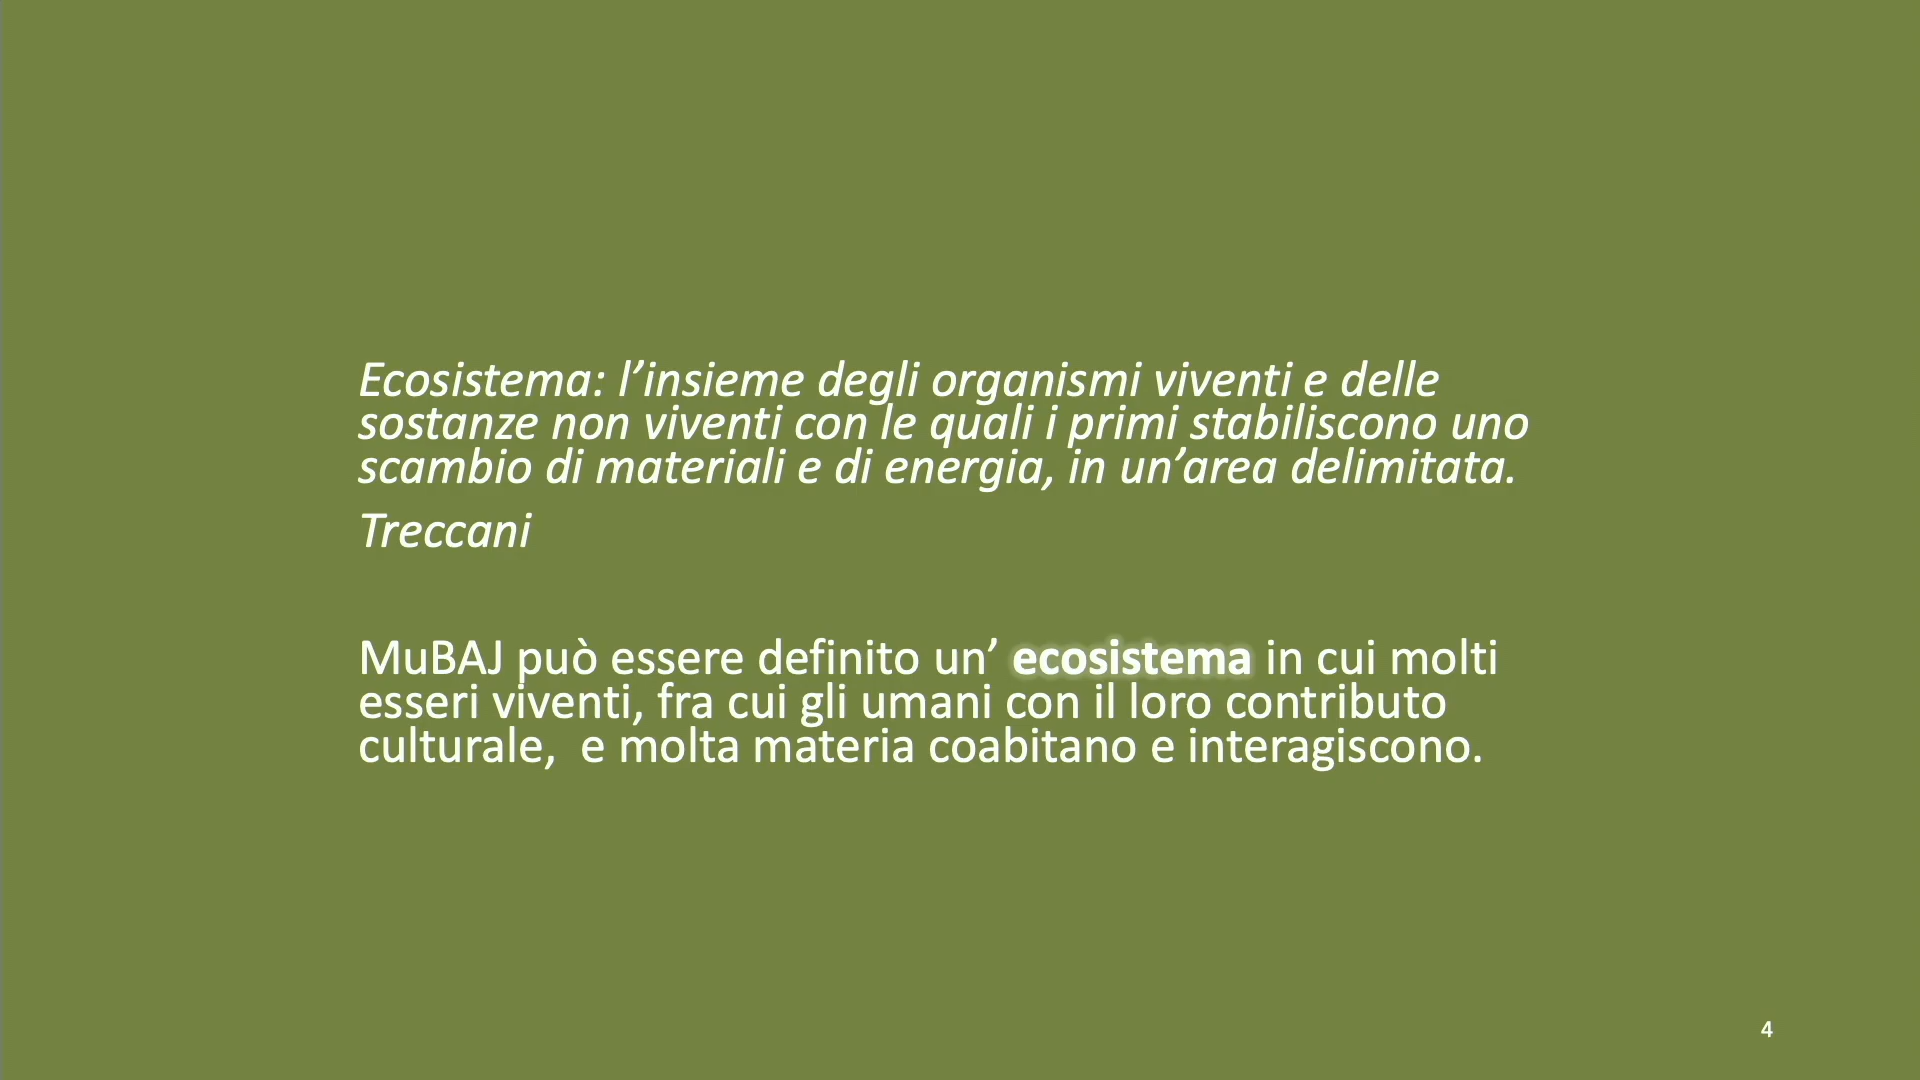 Ecosistema: l’insieme degli organismi viventi e delle
sostanze non viventi con le quali i primi stabiliscono uno
scambio di materiali e di energia, in un’area delimitata.
Treccani
MuBAJ può essere definito un’ ecosistema in cui molti
esseri viventi, fra cui gli umani con il loro contributo
culturale,  e molta materia coabitano e interagiscono.
4